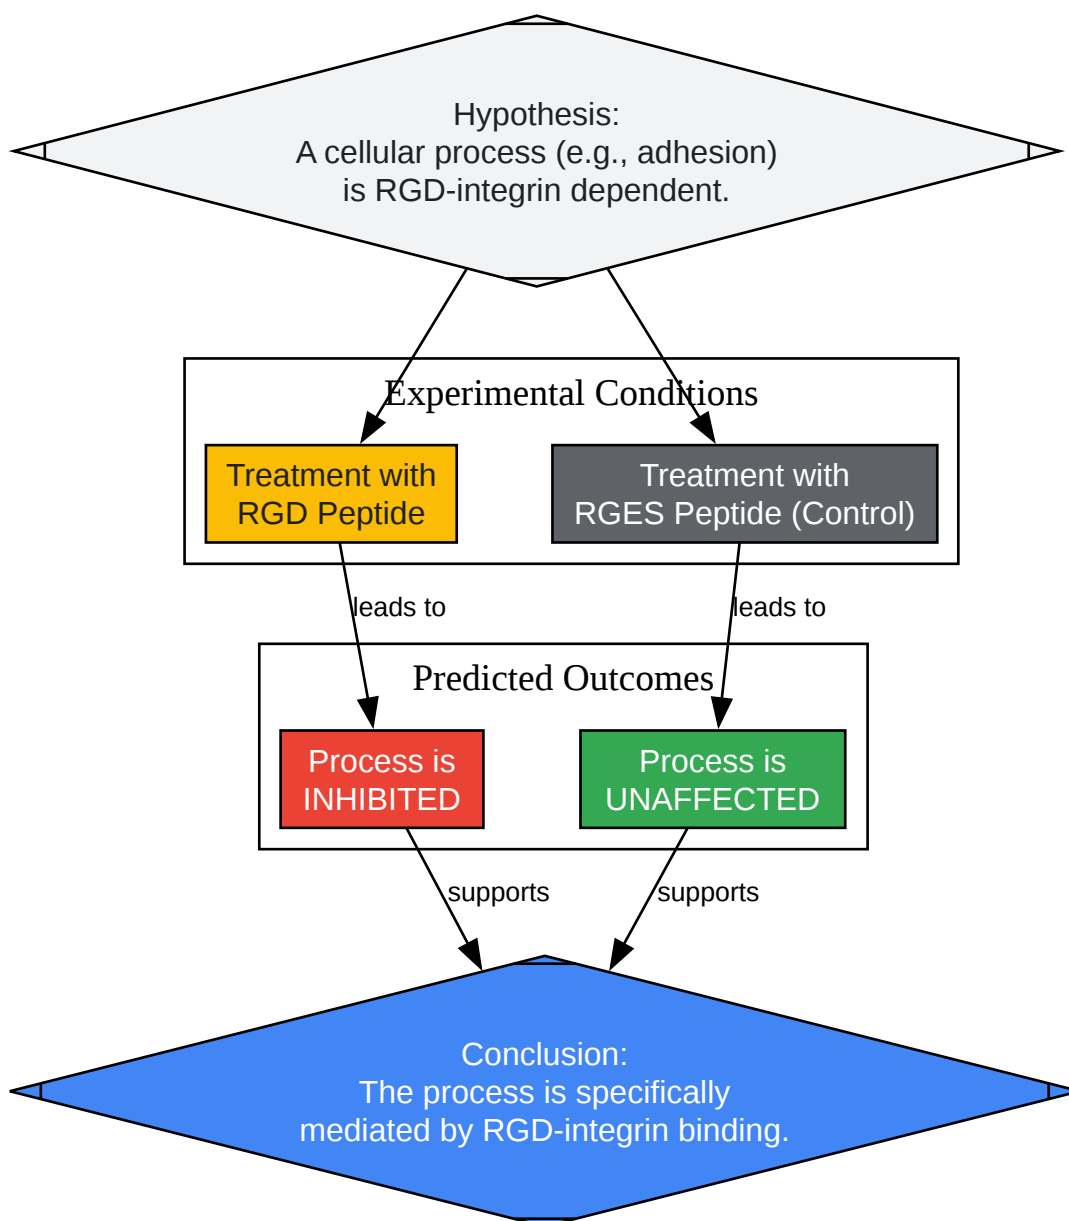 Hypothesis:
A cellular process (e.g., adhesion)
is RGD-integrin dependent.
Experimental Conditions
Treatment with
RGD Peptide
Treatment with
RGES Peptide (Control)
leads to
leads to
Predicted Outcomes
Process is
INHIBITED
Process is
UNAFFECTED
supports
supports
Conclusion:
The process is specifically
mediated by RGD-integrin binding.